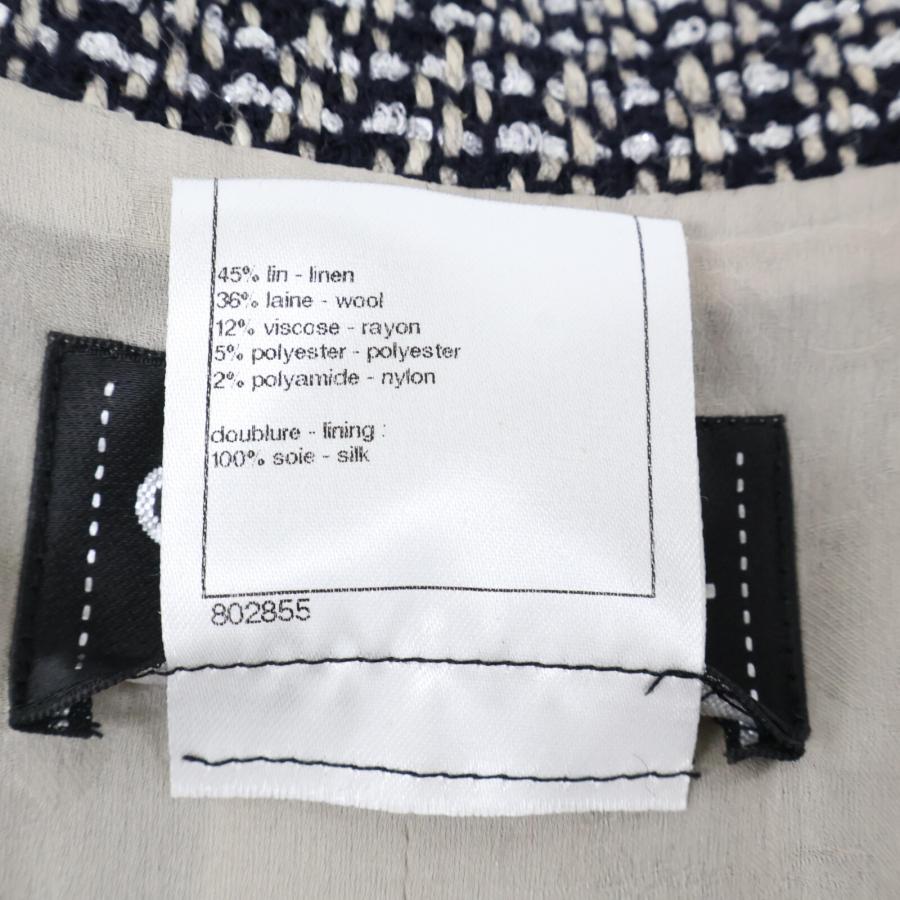 45% lin - linen
36% laine - wool
12% viscose - rayon
5% polyester - polyester
2% polyamide - nylon
doublure - lining :
100% soie - silk
802855